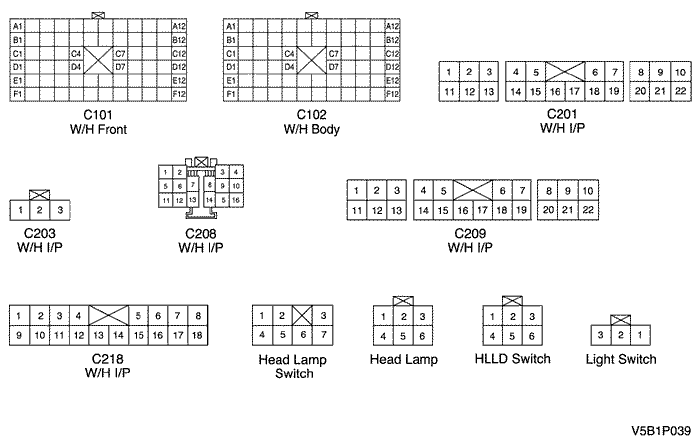 A1 A12 A1 A12
B1 B12 B1 B12
C1 C4 C7 C12 C1 C4 C7 C12
D1 D4 D7 D12 D1 D4 D7 D12
E1 E12 E1 E12
F1 F12 F1 F12
C101 C102
W/H Front W/H Body
1 2 3 4 5 6 7 8 9 10
11 12 13 14 15 16 17 18 19 20 21 22
C201
W/H I/P
1 2 3
C203
W/H I/P
1 2 3 4
5 6 7 8 9 10
11 12 13 14 5 16
C208
W/H I/P
1 2 3 4 5 6 7 8 9 10
11 12 13 14 15 16 17 18 19 20 21 22
C209
W/H I/P
1 2 3 4 5 6 7 8
9 10 11 12 13 14 15 16 17 18
C218
W/H I/P
1 2 3
4 5 6 7
Head Lamp
Switch
1 2 3
4 5 6
Head Lamp
1 2 3
4 5 6
HLLD Switch
3 2 1
Light Switch
V5B1P039